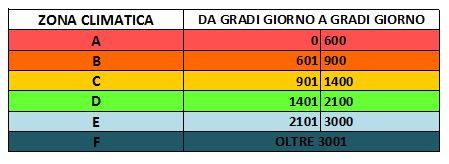 ZONA CLIMATICA DA GRADI GIORNO A GRADI GIORNO
A 0 600
B 601 900
C 901 1400
D 1401 2100
E 2101 3000
F OLTRE 3001